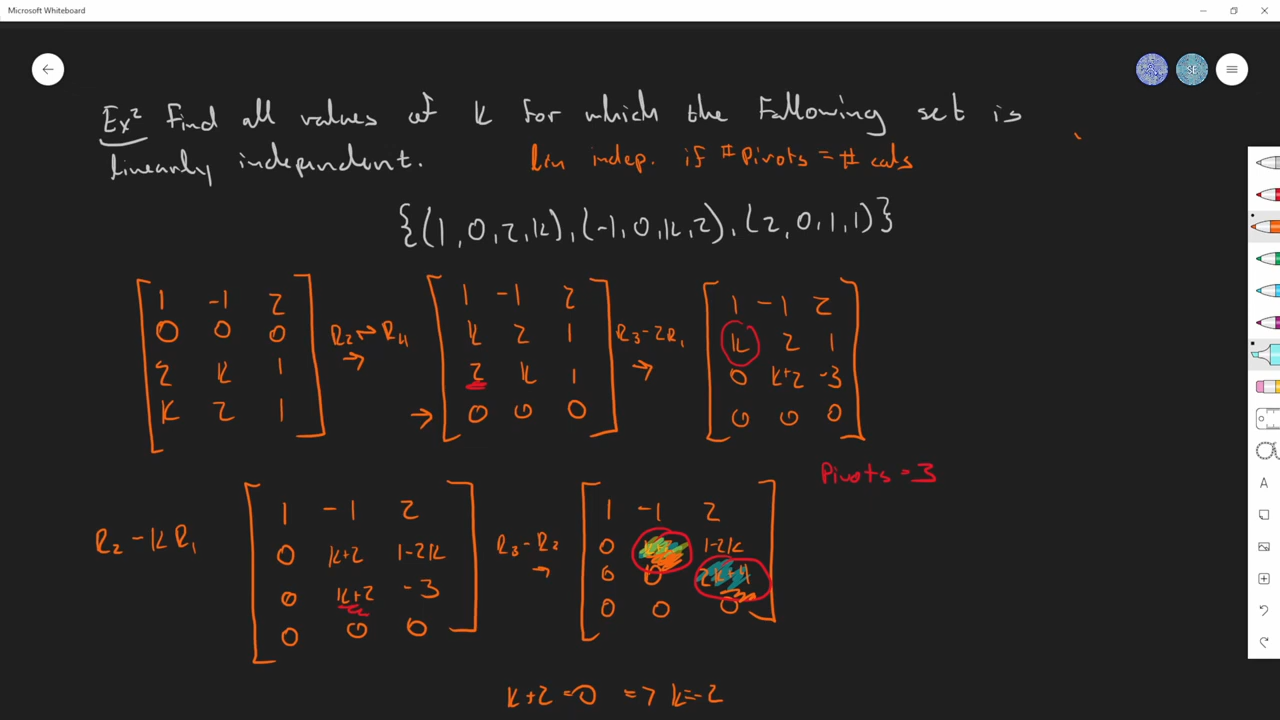 Microsoft Whiteboard
SE
Ex² Find all values of k for which the following set is
linearly independent. Lin indep. if # Pivots = # cols
{(1, 0, 2, k), (-1, 0, k, 2), (2, 0, 1, 1)}
1 -1 2
0 0 0
2 k 1
k 2 1
R2 ⇌ R4 →
1 -1 2
k 2 1
2 k 1
→ 0 0 0
R3 - 2R1 →
1 -1 2
k 2 1
0 k+2 -3
0 0 0
Pivots = 3
R2 - kR1
1 -1 2
0 k+2 1-2k
0 k+2 -3
0 0 0
R3 - R2 →
1 -1 2
0 1-2k
0 0 2k-4
0 0 0
k+2 = 0 => k = -2
A